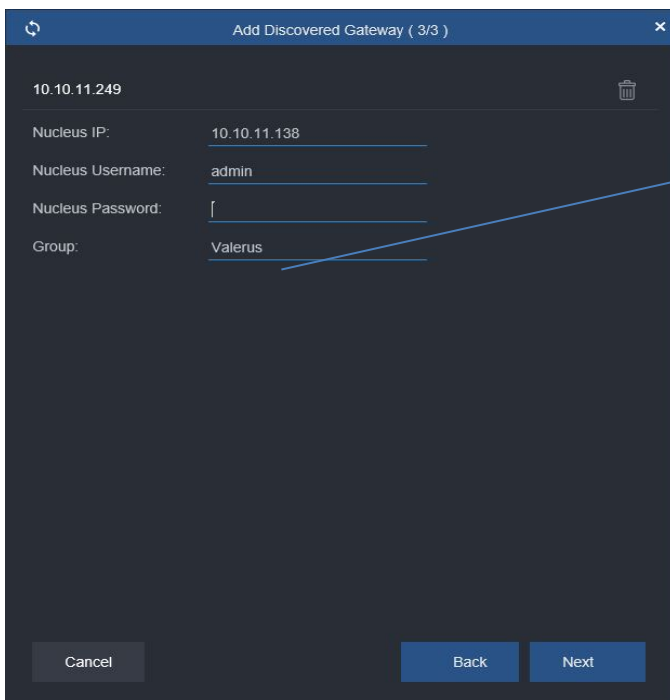 Add Discovered Gateway ( 3/3 )
10.10.11.249
Nucleus IP: 10.10.11.138
Nucleus Username: admin
Nucleus Password:
Group: Valerus
Cancel Back Next